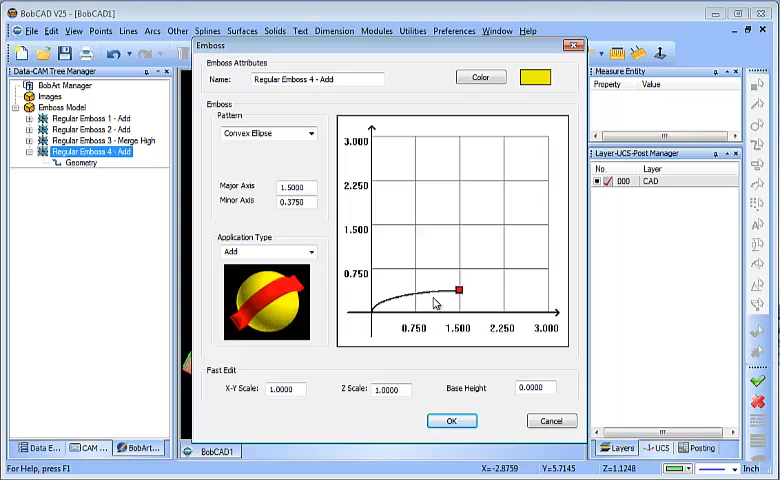 BobCAD V25 - [BobCAD1]
File Edit View Points Lines Arcs Other Splines Surfaces Solids Text Dimension Modules Utilities Preferences Window Help
Data-CAM Tree Manager
BobArt Manager
Images
Emboss Model
Regular Emboss 1 - Add
Regular Emboss 2 - Add
Regular Emboss 3 - Merge High
Regular Emboss 4 - Add
Geometry
Emboss
Emboss Attributes
Name: Regular Emboss 4 - Add Color
Emboss
Pattern
Convex Ellipse
Major Axis 1.5000
Minor Axis 0.3750
Application Type
Add
3.000
2.250
1.500
0.750
0.750 1.500 2.250 3.000
Fast Edit
X-Y Scale: 1.0000 Z Scale: 1.0000 Base Height 0.0000
OK Cancel
Measure Entity
Property Value
Layer-UCS-Post Manager
No. Layer
000 CAD
Data E... CAM ... BobArt...
BobCAD1
Layers UCS Posting
For Help, press F1 X=-2.8759 Y=5.7145 Z=1.1248 Inch